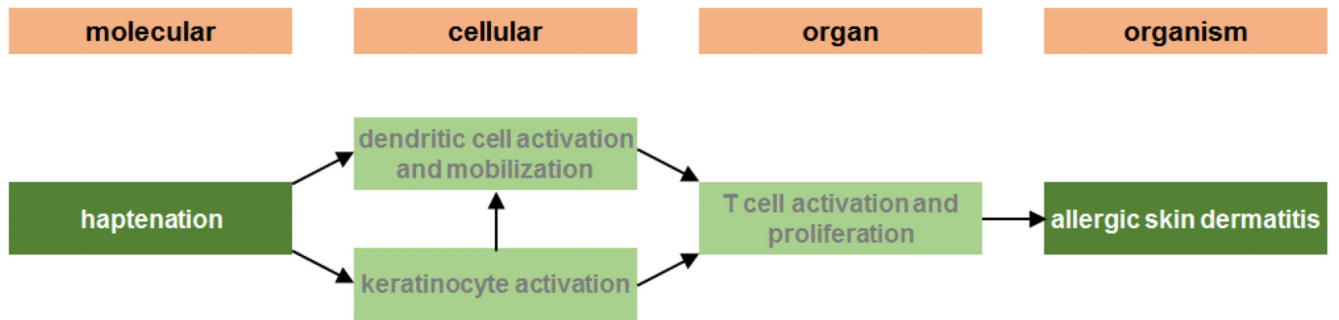 molecular
cellular
organ
organism
dendritic cell activation
and mobilization
haptenation
T cell activation and
proliferation
allergic skin dermatitis
keratinocyte activation